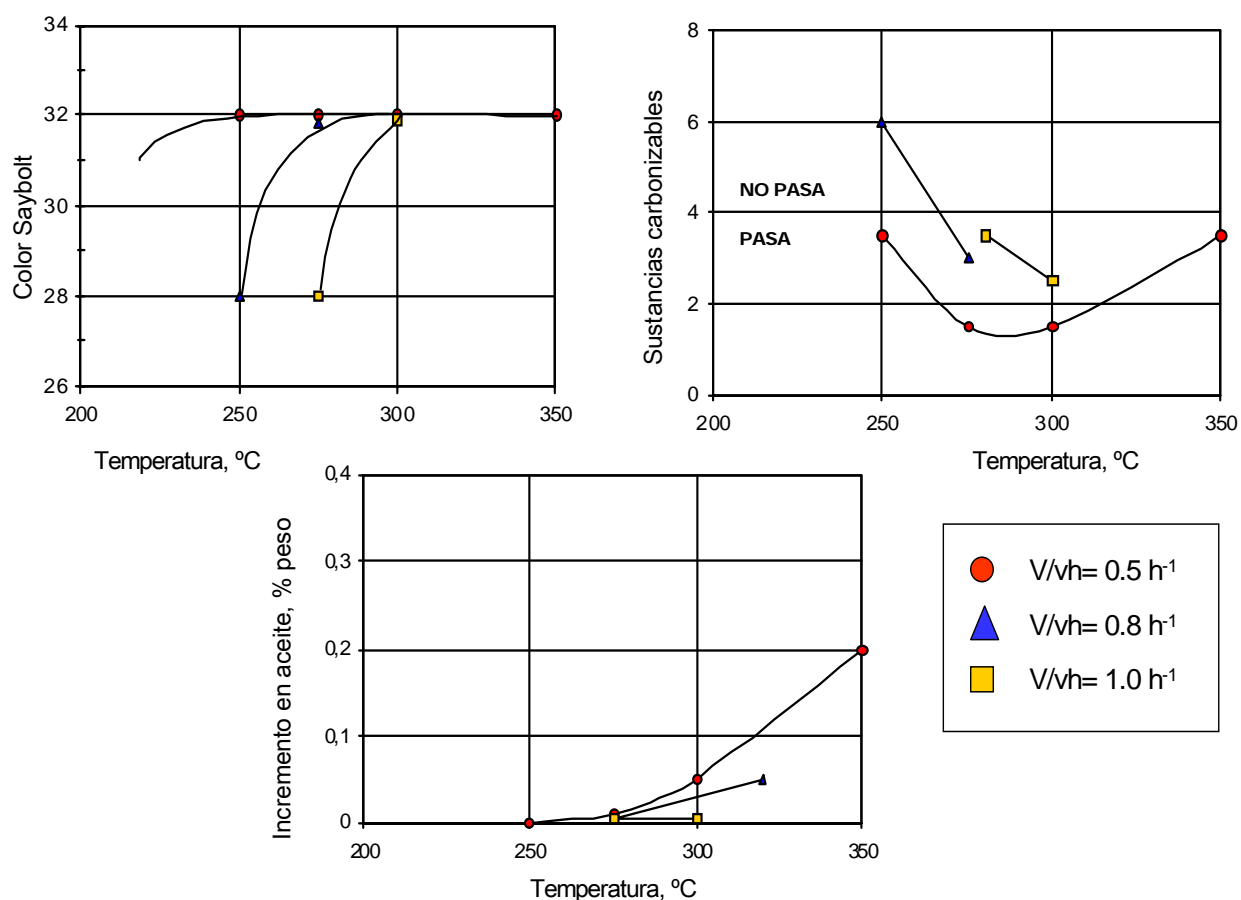 34
32
30
28
26
Color Saybolt
200
250
300
350
Temperatura, ºC
8
6
4
2
0
Sustancias carbonizables
NO PASA
PASA
200
250
300
350
Temperatura, ºC
0,4
0,3
0,2
0,1
0
Incremento en aceite, % peso
200
250
300
350
Temperatura, ºC
V/vh= 0.5 h⁻¹
V/vh= 0.8 h⁻¹
V/vh= 1.0 h⁻¹